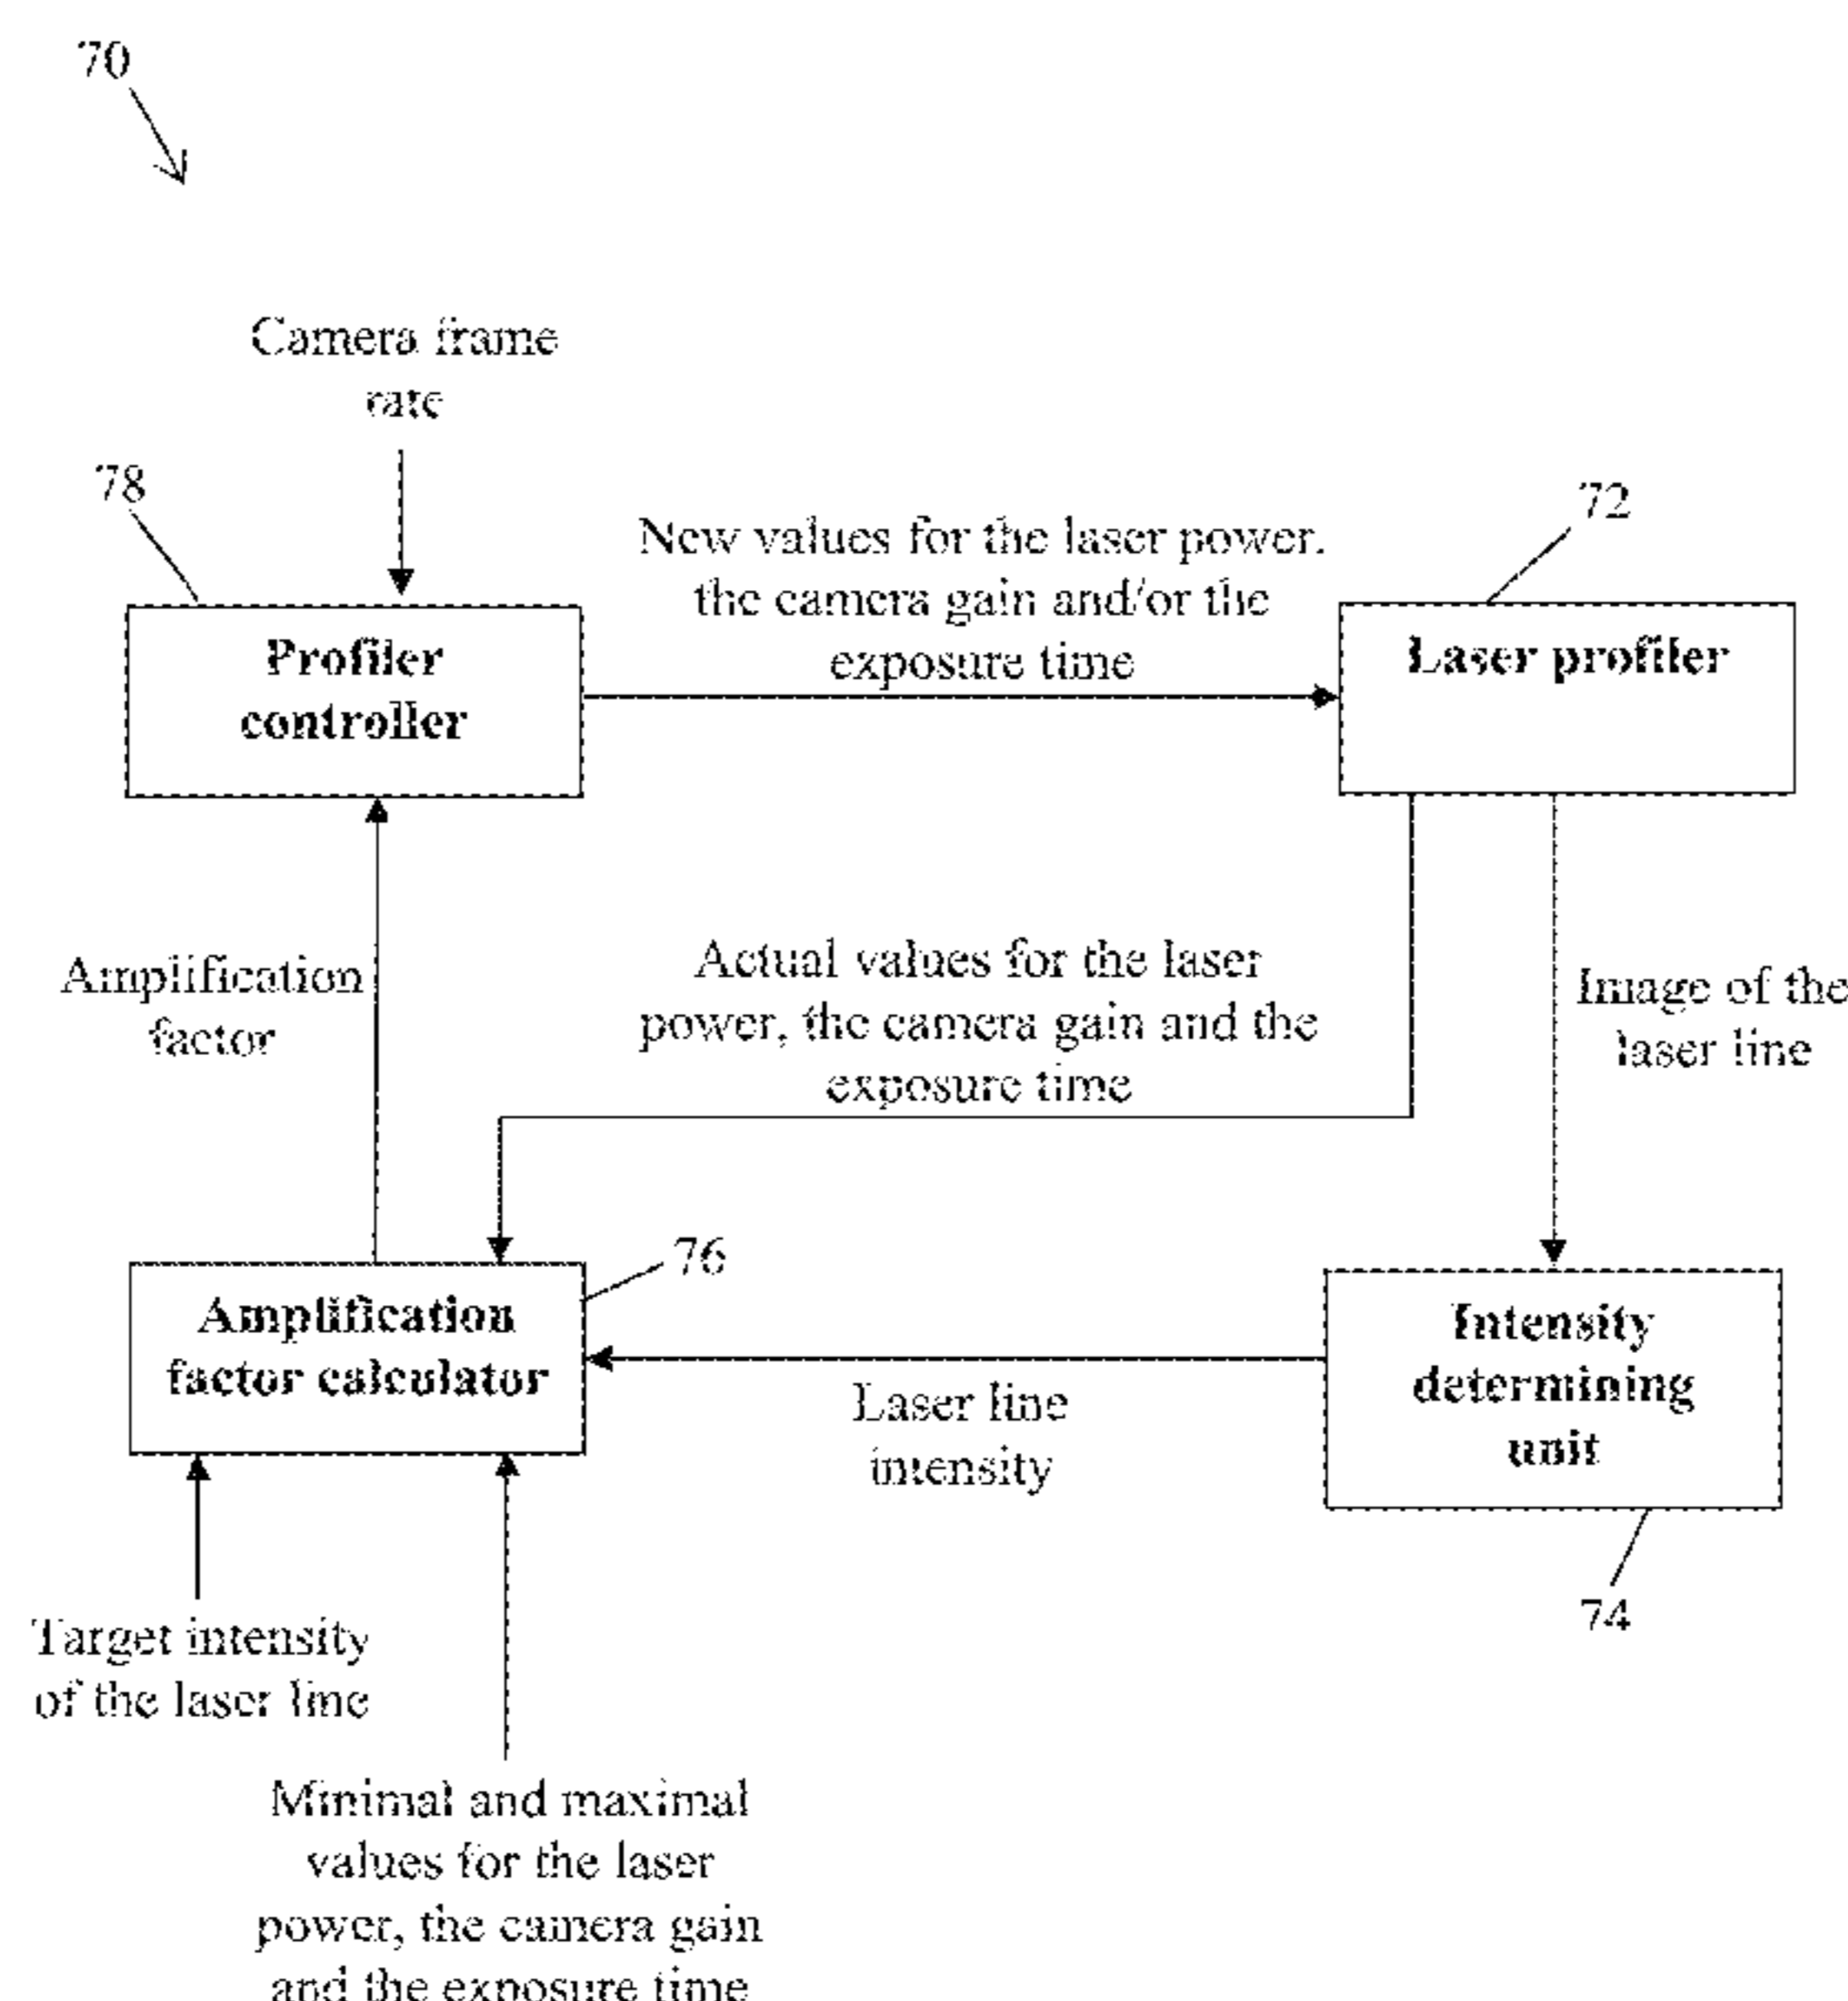 70
Camera frame
rate
78
72
New values for the laser power,
the camera gain and/or the
exposure time
Profiler
controller
Laser profiler
Amplification
factor
Actual values for the laser
power, the camera gain and the
exposure time
Image of the
laser line
76
Amplification
factor calculator
Intensity
determining
unit
Laser line
intensity
74
Target intensity
of the laser line
Minimal and maximal
values for the laser
power, the camera gain
and the exposure time